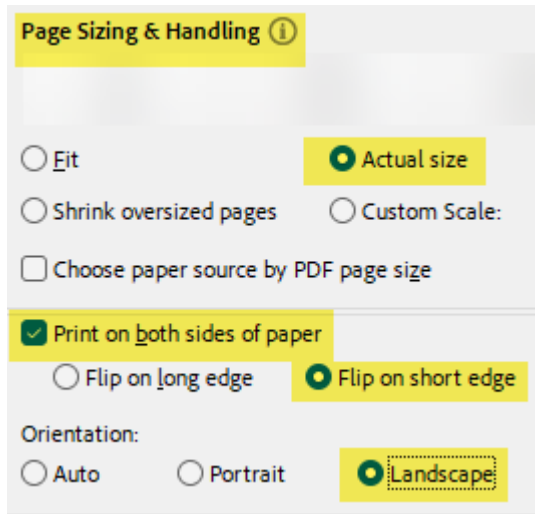 Page Sizing & Handling
Fit Actual size
Shrink oversized pages Custom Scale:
Choose paper source by PDF page size
Print on both sides of paper
Flip on long edge Flip on short edge
Orientation:
Auto Portrait Landscape